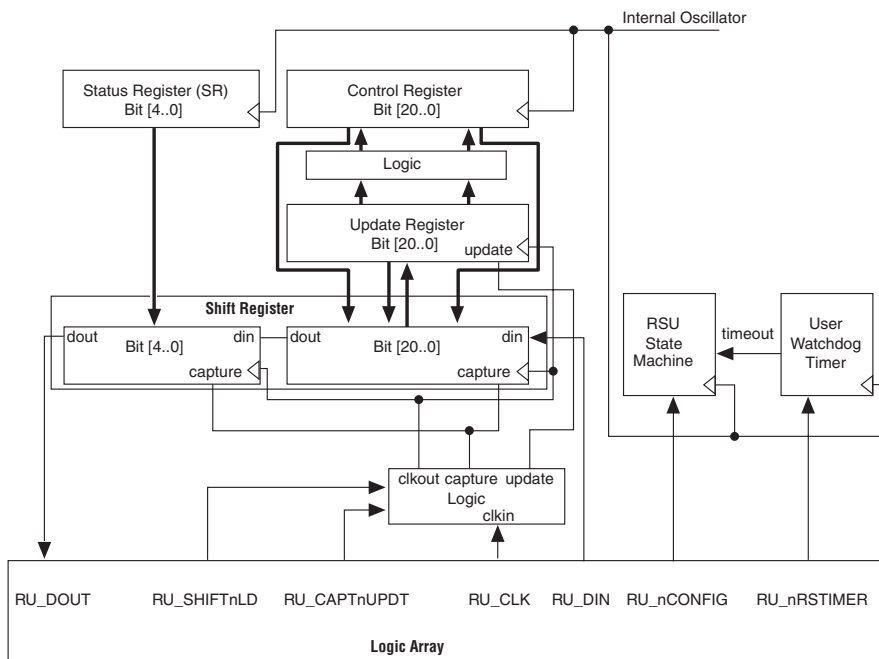 Internal Oscillator
Status Register (SR)
Bit [4..0]
Control Register
Bit [20..0]
Logic
Update Register
Bit [20..0]
update
Shift Register
dout
Bit [4..0]
din
capture
dout
Bit [20..0]
din
capture
RSU
State
Machine
timeout
User
Watchdog
Timer
clkout capture update
Logic
clkin
RU_DOUT
RU_SHIFTnLD
RU_CAPTnUPDT
RU_CLK
RU_DIN
RU_nCONFIG
RU_nRSTIMER
Logic Array